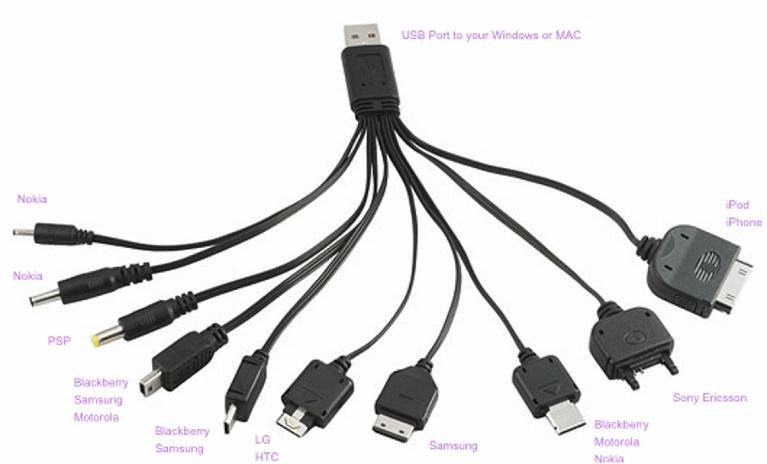 USB Port to your Windows or MAC
Nokia
iPod
iPhone
Nokia
PSP
Blackberry
Samsung
Motorola
Blackberry
Samsung
LG
HTC
Samsung
Blackberry
Motorola
Nokia
Sony Ericsson